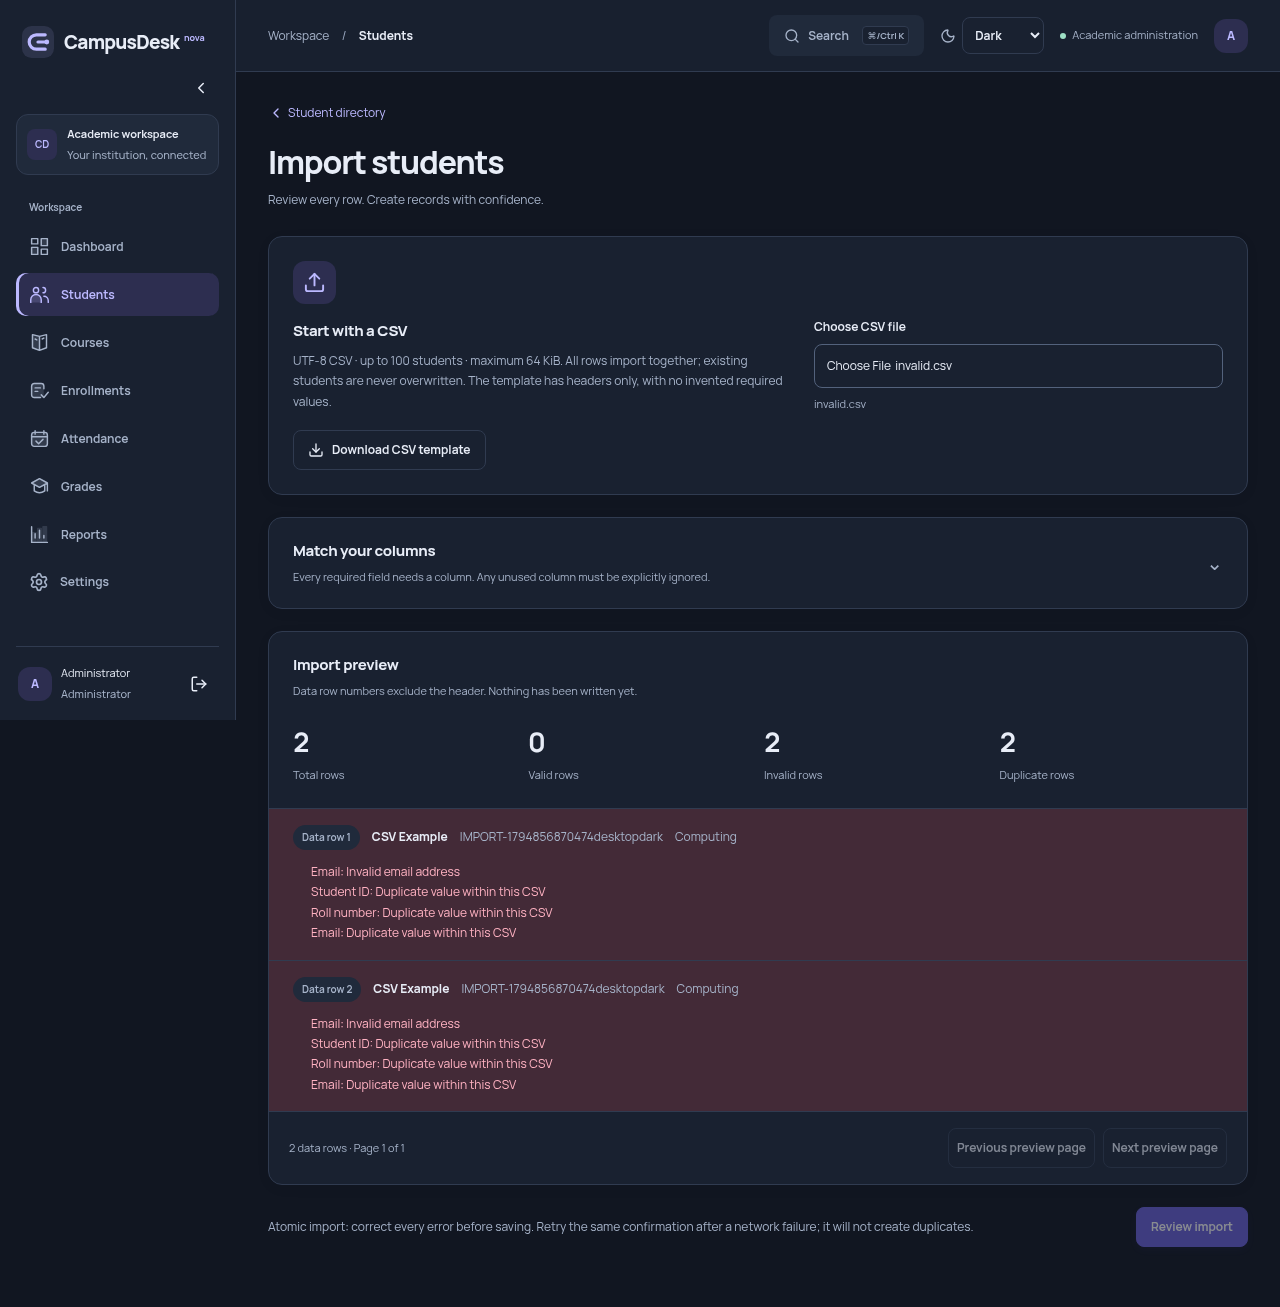 CampusDesk nova
Workspace / Students
Search ⌘/Ctrl K
Dark
Academic administration
A
CD
Academic workspace
Your institution, connected
Workspace
Dashboard
Students
Courses
Enrollments
Attendance
Grades
Reports
Settings
A
Administrator
Administrator
Student directory
Import students
Review every row. Create records with confidence.
Start with a CSV
UTF-8 CSV · up to 100 students · maximum 64 KiB. All rows import together; existing
students are never overwritten. The template has headers only, with no invented required
values.
Download CSV template
Choose CSV file
Choose File invalid.csv
invalid.csv
Match your columns
Every required field needs a column. Any unused column must be explicitly ignored.
Import preview
Data row numbers exclude the header. Nothing has been written yet.
2
Total rows
0
Valid rows
2
Invalid rows
2
Duplicate rows
Data row 1 CSV Example IMPORT-1794856870474desktopdark Computing
Email: Invalid email address
Student ID: Duplicate value within this CSV
Roll number: Duplicate value within this CSV
Email: Duplicate value within this CSV
Data row 2 CSV Example IMPORT-1794856870474desktopdark Computing
Email: Invalid email address
Student ID: Duplicate value within this CSV
Roll number: Duplicate value within this CSV
Email: Duplicate value within this CSV
2 data rows · Page 1 of 1
Previous preview page
Next preview page
Atomic import: correct every error before saving. Retry the same confirmation after a network failure; it will not create duplicates.
Review import